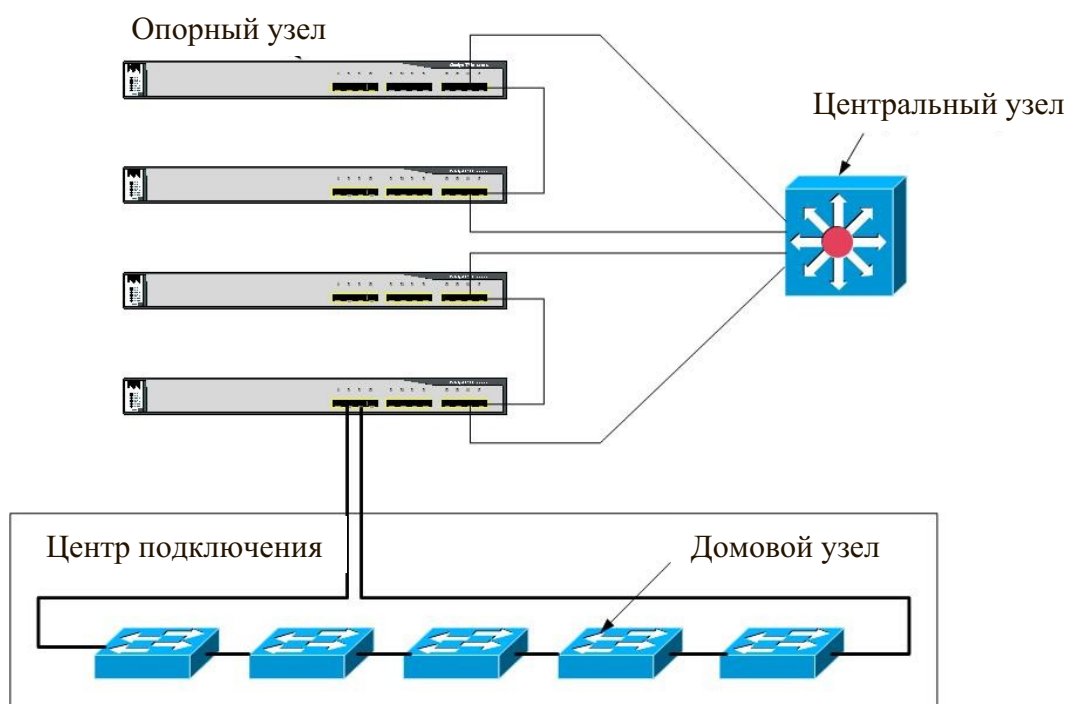 Опорный узел
Центральный узел
Центр подключения
Домовой узел